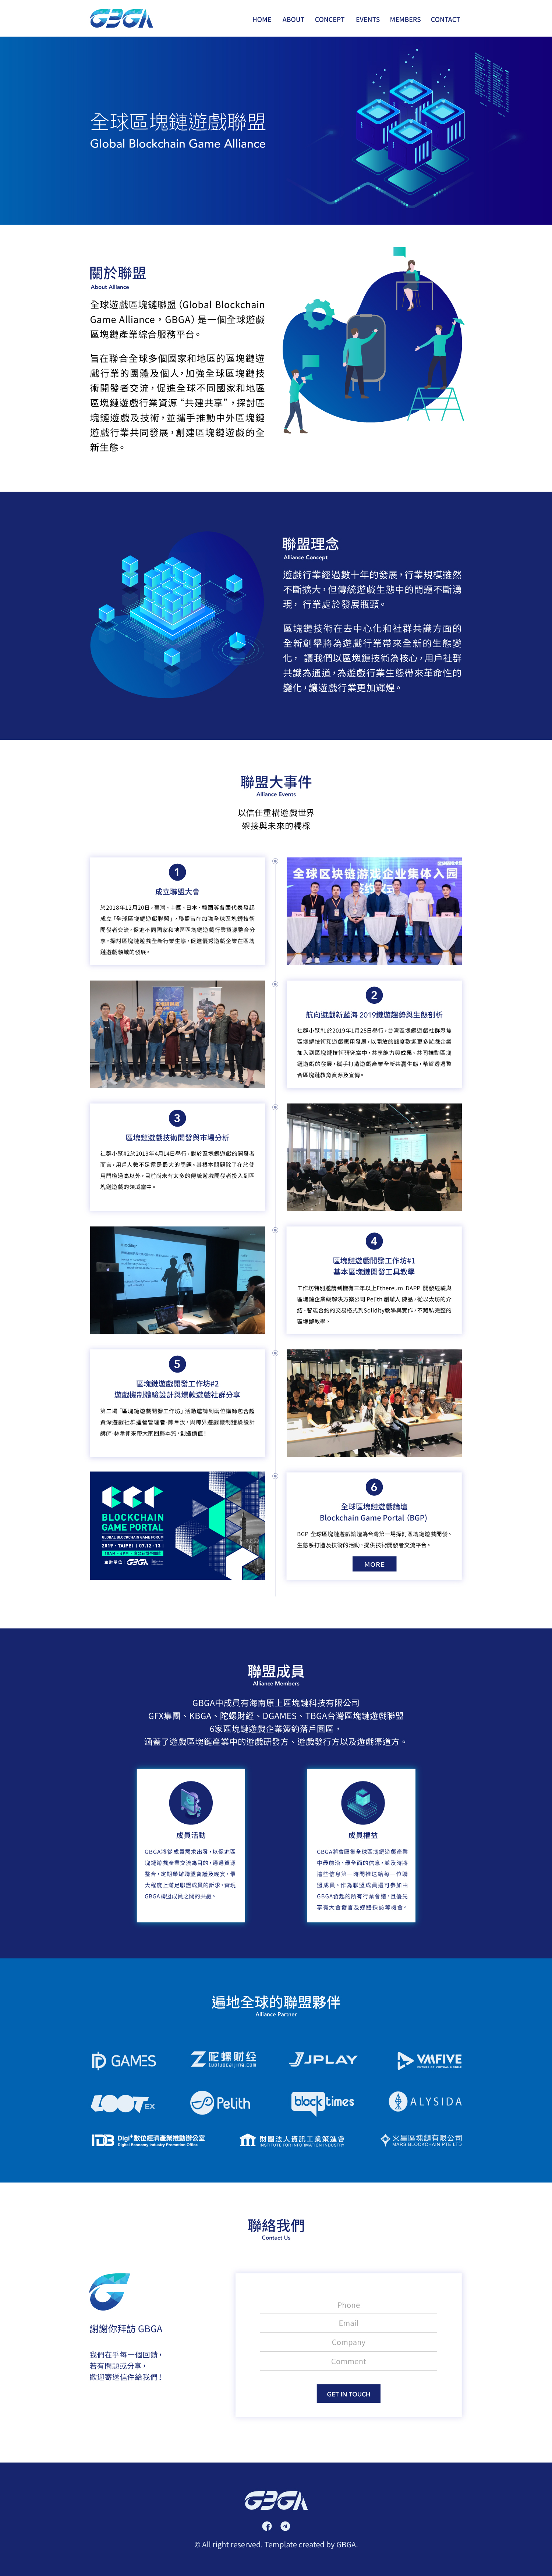 GBGA
HOME ABOUT CONCEPT EVENTS MEMBERS CONTACT
全球區塊鏈遊戲聯盟
Global Blockchain Game Alliance
關於聯盟
About Alliance
全球遊戲區塊鏈聯盟(Global Blockchain
Game Alliance，GBGA)是一個全球遊戲
區塊鏈產業綜合服務平台。
旨在聯合全球多個國家和地區的區塊鏈遊
戲行業的團體及個人，加強全球區塊鏈技
術開發者交流，促進全球不同國家和地區
區塊鏈遊戲行業資源“共建共享”，探討區
塊鏈遊戲及技術，並攜手推動中外區塊鏈
遊戲行業共同發展，創建區塊鏈遊戲的全
新生態。
聯盟理念
Alliance Concept
遊戲行業經過數十年的發展，行業規模雖然
不斷擴大，但傳統遊戲生態中的問題不斷湧
現， 行業處於發展瓶頸。
區塊鏈技術在去中心化和社群共識方面的
全新創舉將為遊戲行業帶來全新的生態變
化， 讓我們以區塊鏈技術為核心，用戶社群
共識為通道，為遊戲行業生態帶來革命性的
變化，讓遊戲行業更加輝煌。
聯盟大事件
Alliance Events
以信任重構遊戲世界
架接與未來的橋樑
1
成立聯盟大會
於2018年12月20日，臺灣、中國、日本、韓國等各國代表發起
成立「全球區塊鏈遊戲聯盟」，聯盟旨在加強全球區塊鏈技術
開發者交流，促進不同國家和地區區塊鏈遊戲行業資源整合分
享，探討區塊鏈遊戲全新行業生態，促進優秀遊戲企業在區塊
鏈遊戲領域的發展。
全球区块链游戏企业集体入园
2
航向遊戲新藍海 2019鏈遊趨勢與生態剖析
社群小聚#1於2019年1月25日舉行，台灣區塊鏈遊戲社群聚焦
區塊鏈技術和遊戲應用發展，以開放的態度歡迎更多遊戲企業
加入到區塊鏈技術研究當中，共享能力與成果，共同推動區塊
鏈遊戲的發展，攜手打造遊戲產業全新共贏生態，希望透過整
合區塊鏈教育資源及宣傳。
3
區塊鏈遊戲技術開發與市場分析
社群小聚#2於2019年4月14日舉行，對於區塊鏈遊戲的開發者
而言，用戶人數不足還是最大的問題。其根本問題除了在於使
用門檻過高以外，目前尚未有太多的傳統遊戲開發者投入到區
塊鏈遊戲的領域當中。
4
區塊鏈遊戲開發工作坊#1
基本區塊鏈開發工具教學
工作坊特別邀請到擁有三年以上Ethereum DAPP 開發經驗與
區塊鏈企業級解決方案公司 Pelith 創辦人 陳品，從以太坊的介
紹、智能合約的交易格式到Solidity教學與實作，不藏私完整的
區塊鏈教學。
5
區塊鏈遊戲開發工作坊#2
遊戲機制體驗設計與爆款遊戲社群分享
第二場「區塊鏈遊戲開發工作坊」活動邀請到兩位講師包含超
資深遊戲社群運營管理者-陳韋汝，與跨界遊戲機制體驗設計
講師-林韋伸來帶大家回歸本質，創造價值！
BLOCKCHAIN
GAME PORTAL
GLOBAL BLOCKCHAIN GAME FORUM
2019・TAIPEI | 07.12-13 |
主辦單位：GBGA
6
全球區塊鏈遊戲論壇
Blockchain Game Portal（BGP)
BGP 全球區塊鏈遊戲論壇為台灣第一場探討區塊鏈遊戲開發、
生態系打造及技術的活動，提供技術開發者交流平台。
MORE
聯盟成員
Alliance Members
GBGA中成員有海南原上區塊鏈科技有限公司
GFX集團、KBGA、陀螺財經、DGAMES、TBGA台灣區塊鏈遊戲聯盟
6家區塊鏈遊戲企業簽約落戶園區，
涵蓋了遊戲區塊鏈產業中的遊戲研發方、遊戲發行方以及遊戲渠道方。
成員活動
GBGA將從成員需求出發，以促進區
塊鏈遊戲產業交流為目的，通過資源
整合，定期舉辦聯盟會議及晚宴，最
大程度上滿足聯盟成員的訴求，實現
GBGA聯盟成員之間的共贏。
成員權益
GBGA將會匯集全球區塊鏈遊戲產業
中最前沿、最全面的信息，並及時將
這些信息第一時間推送給每一位聯
盟成員。作為聯盟成員還可參加由
GBGA發起的所有行業會議，且優先
享有大會發言及媒體採訪等機會。
遍地全球的聯盟夥伴
Alliance Partner
D GAMES
陀螺财经
tuoluocaijing.com
JPLAY
VMFIVE
LOOT EX
Pelith
block times
ALYSIDA
IDB Digi+數位經濟產業推動辦公室
Digital Economy Industry Promotion Office
財團法人資訊工業策進會
INSTITUTE FOR INFORMATION INDUSTRY
火星區塊鏈有限公司
MARS BLOCKCHAIN PTE LTD
聯絡我們
Contact Us
謝謝你拜訪 GBGA
我們在乎每一個回饋，
若有問題或分享，
歡迎寄送信件給我們！
Phone
Email
Company
Comment
GET IN TOUCH
GBGA
© All right reserved. Template created by GBGA.